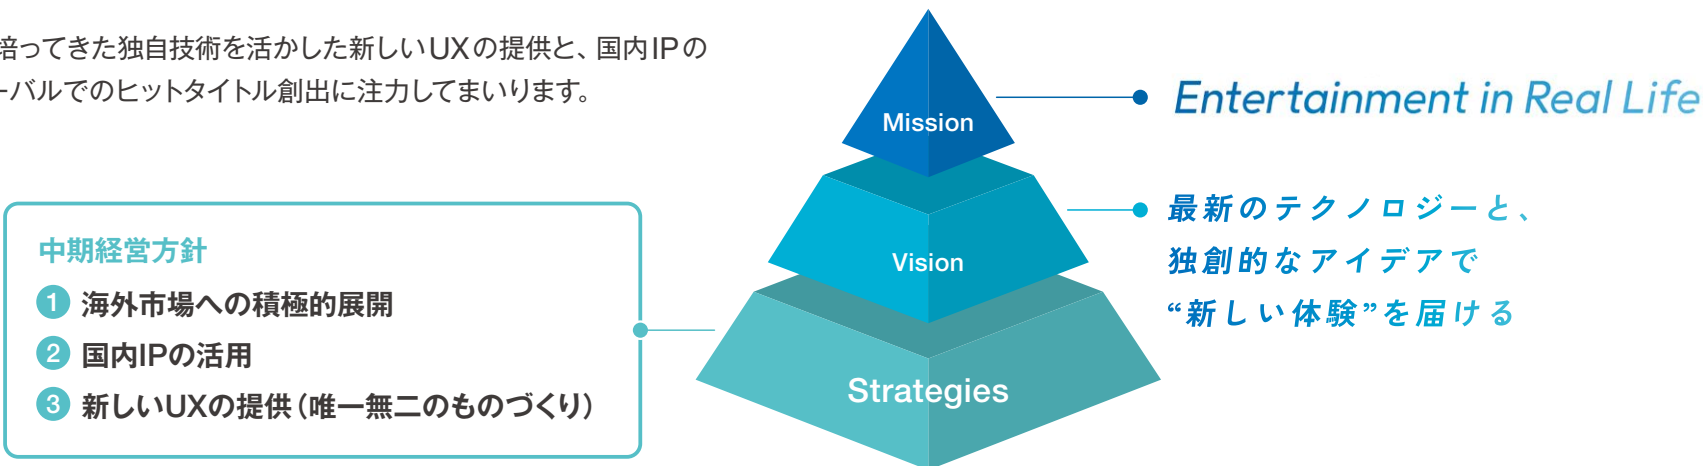 培ってきた独自技術を活かした新しいUXの提供と、国内IPの
ーバルでのヒットタイトル創出に注力してまいります。
中期経営方針
1 海外市場への積極的展開
2 国内IPの活用
3 新しいUXの提供（唯一無二のものづくり）
Mission
Vision
Strategies
Entertainment in Real Life
最新のテクノロジーと、
独創的なアイデアで
“新しい体験”を届ける